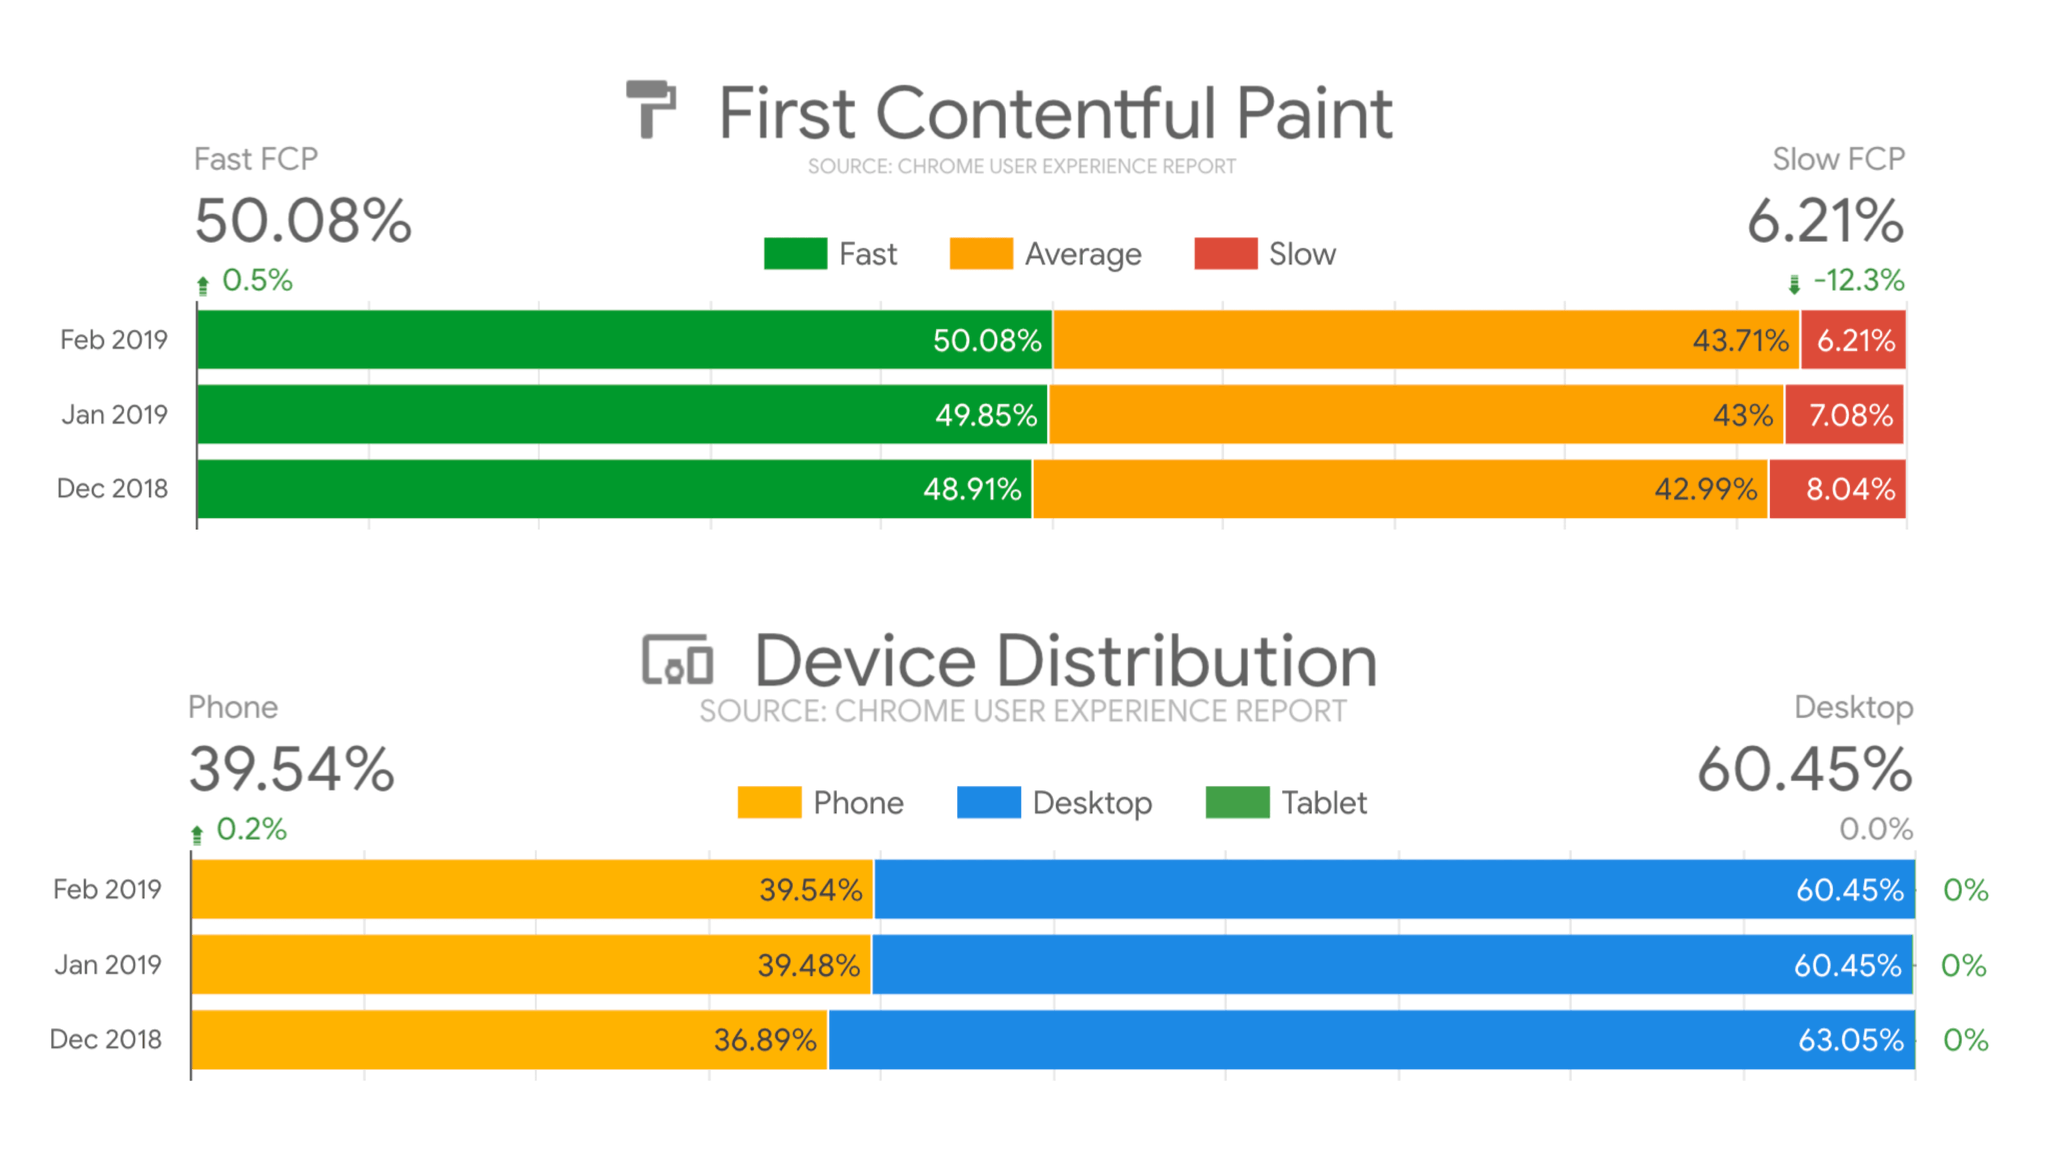 First Contentful Paint
SOURCE: CHROME USER EXPERIENCE REPORT
Fast FCP
50.08%
0.5%
Slow FCP
6.21%
-12.3%
Fast Average Slow
Feb 2019 50.08% 43.71% 6.21%
Jan 2019 49.85% 43% 7.08%
Dec 2018 48.91% 42.99% 8.04%
Device Distribution
SOURCE: CHROME USER EXPERIENCE REPORT
Phone
39.54%
0.2%
Desktop
60.45%
0.0%
Phone Desktop Tablet
Feb 2019 39.54% 60.45% 0%
Jan 2019 39.48% 60.45% 0%
Dec 2018 36.89% 63.05% 0%